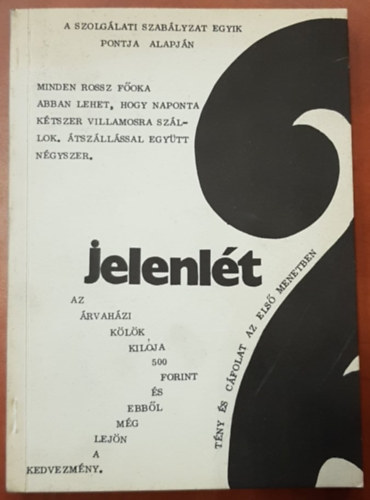 A SZOLGÁLATI SZABÁLYZAT EGYIK
PONTJA ALAPJÁN
MINDEN ROSSZ FŐOKA
ABBAN LEHET, HOGY NAPONTA
KÉTSZER VILLAMOSRA SZÁL-
LOK. ÁTSZÁLLÁSSAL EGYÜTT
NÉGYSZER.
jelenlét
AZ
ÁRVAHÁZI
KÖLÖK
KILÓJA
500
FORINT
ÉS
EBBŐL
MÉG
LEJÖN
A
KEDVEZMÉNY.
TÉNY ÉS CÁFOLAT AZ ELSŐ MENETBEN